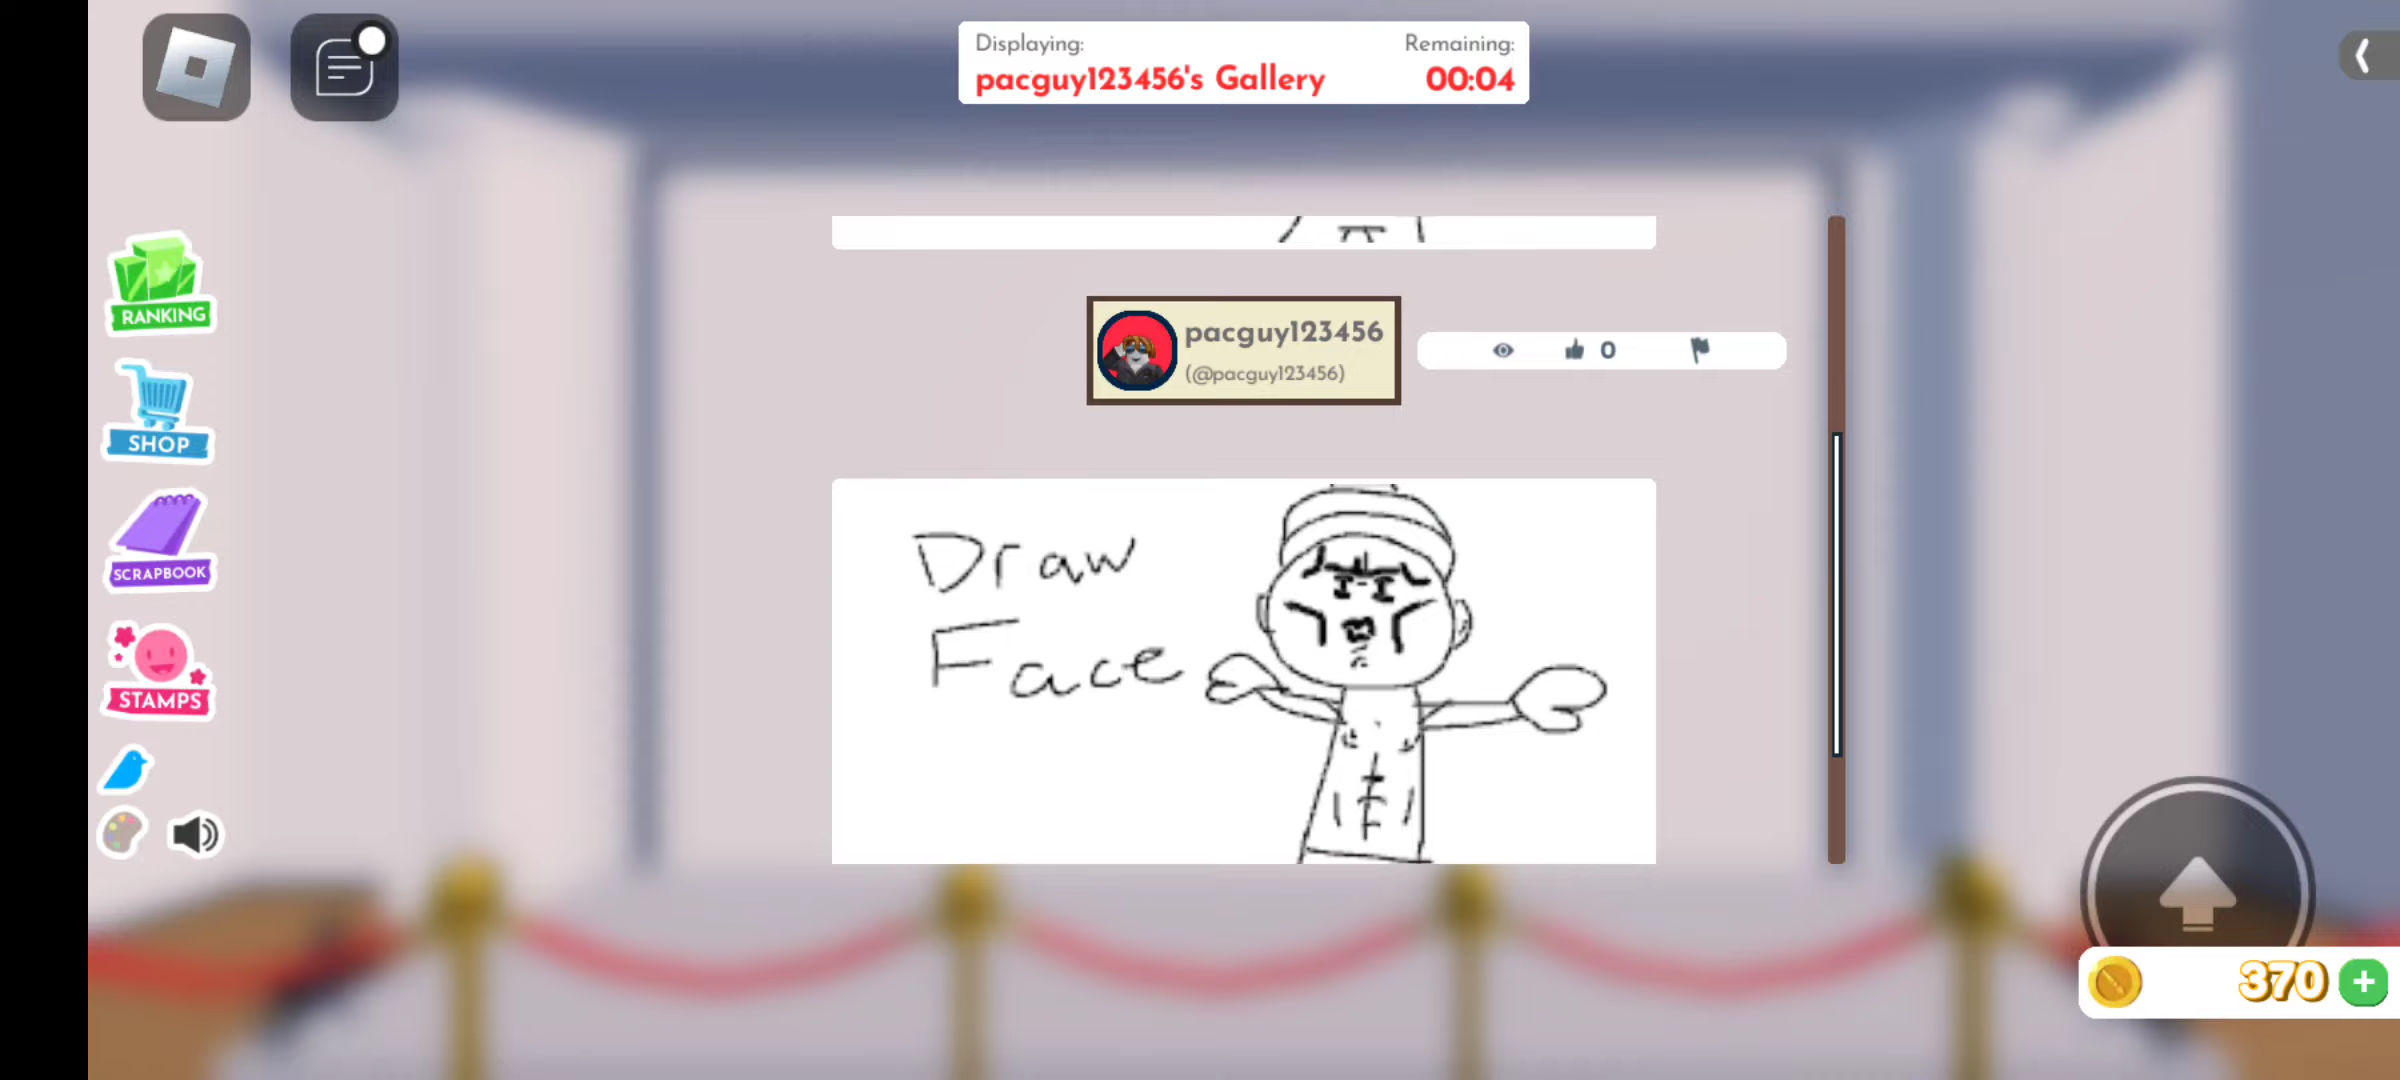 Displaying:
Remaining:
pacguy123456's Gallery
00:04
RANKING
SHOP
SCRAPBOOK
STAMPS
pacguy123456
(@pacguy123456)
0
Draw
Face
370